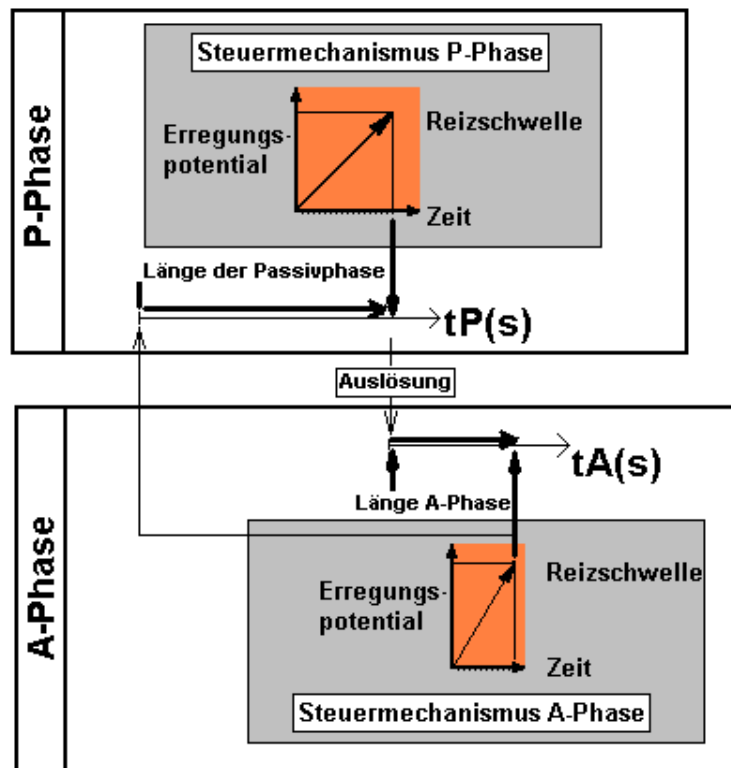 P-Phase
Steuermechanismus P-Phase
Erregungs-
potential
Reizschwelle
Zeit
Länge der Passivphase
tP(s)
Auslösung
A-Phase
tA(s)
Länge A-Phase
Erregungs-
potential
Reizschwelle
Zeit
Steuermechanismus A-Phase